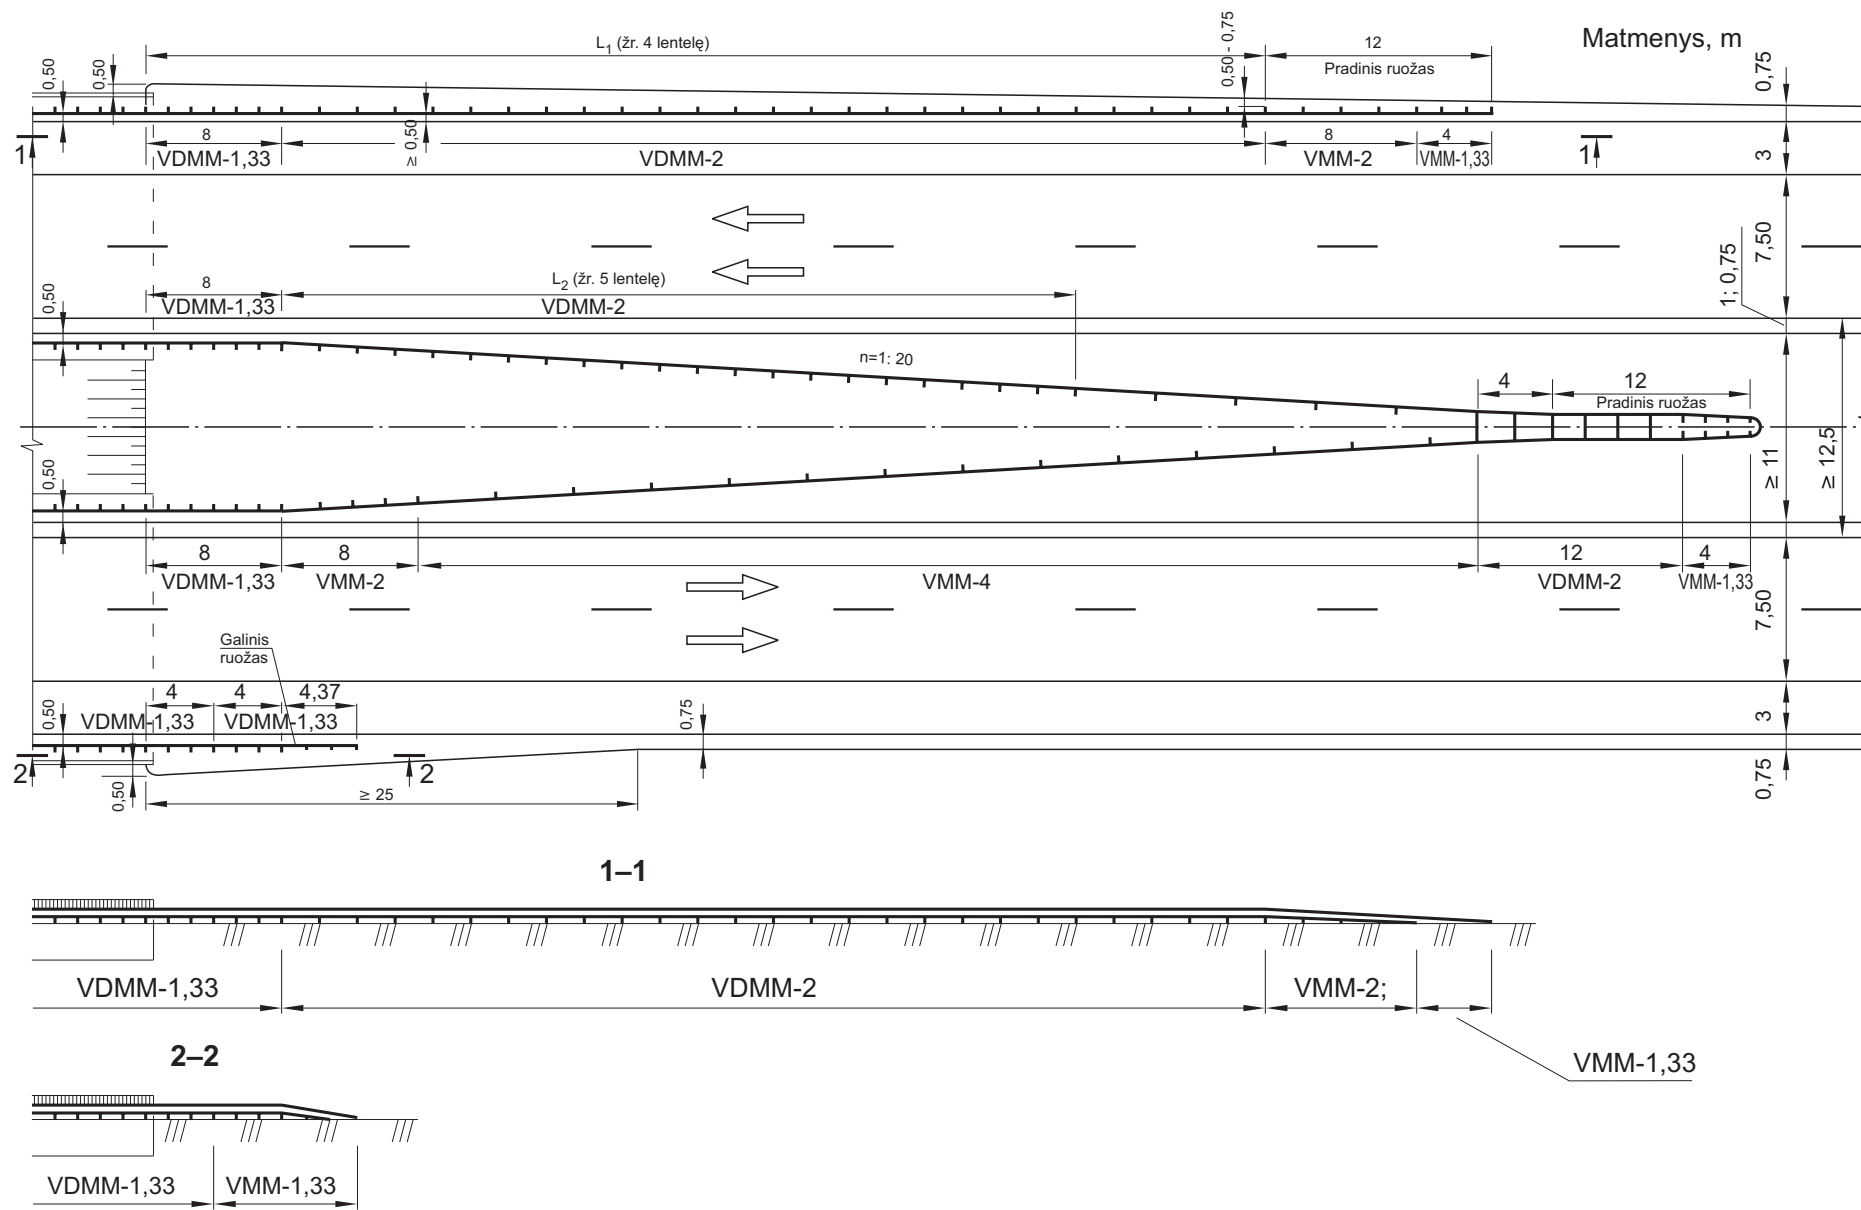 Matmenys, m
L1 (žr. 4 lentelę)
0,50 - 0,75
12
Pradinis ruožas
0,75
0,50
0,50
≥ 0,50
1
8
VDMM-1,33
VDMM-2
8
VMM-2
4
VMM-1,33
1
3
7,50
1; 0,75
0,50
8
VDMM-1,33
L2 (žr. 5 lentelę)
VDMM-2
n=1: 20
4
12
Pradinis ruožas
≥ 11
≥ 12,5
0,50
8
VDMM-1,33
8
VMM-2
VMM-4
12
VDMM-2
4
VMM-1,33
7,50
Galinis
ruožas
0,50
4
4
4,37
VDMM-1,33
VDMM-1,33
0,75
3
2
2
0,50
≥ 25
0,75
1–1
VDMM-1,33
VDMM-2
VMM-2;
VMM-1,33
2–2
VDMM-1,33
VMM-1,33